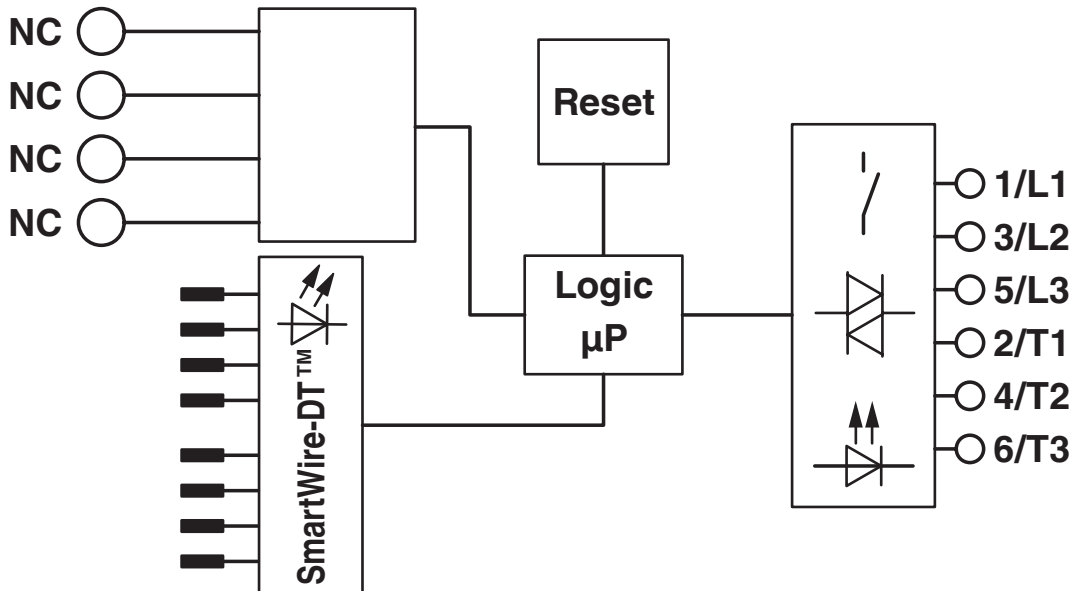 NC
NC
NC
NC
Reset
Logic
µP
SmartWire-DT™
1/L1
3/L2
5/L3
2/T1
4/T2
6/T3